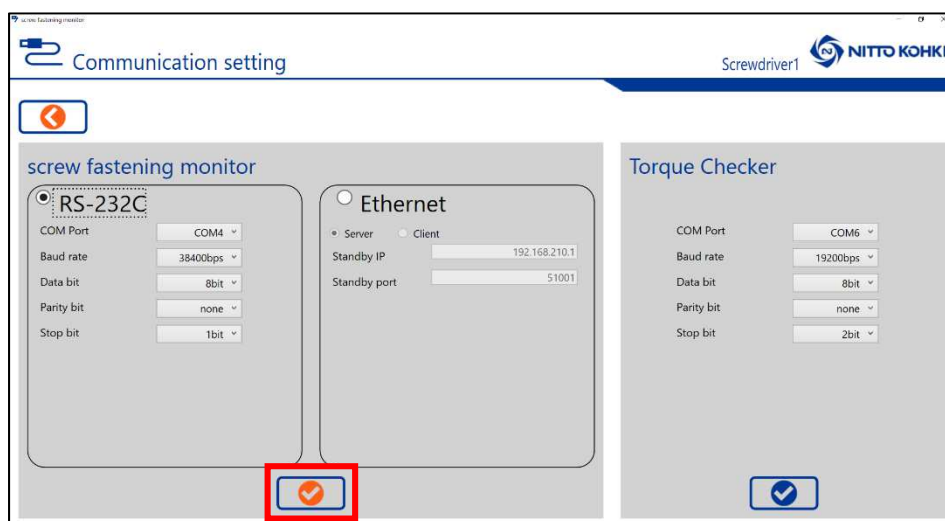 screw fastening monitor
Communication setting
Screwdriver1
NITTO KOHKI
screw fastening monitor
RS-232C
COM Port COM4
Baud rate 38400bps
Data bit 8bit
Parity bit none
Stop bit 1bit
Ethernet
Server Client
Standby IP 192.168.210.1
Standby port 51001
Torque Checker
COM Port COM6
Baud rate 19200bps
Data bit 8bit
Parity bit none
Stop bit 2bit